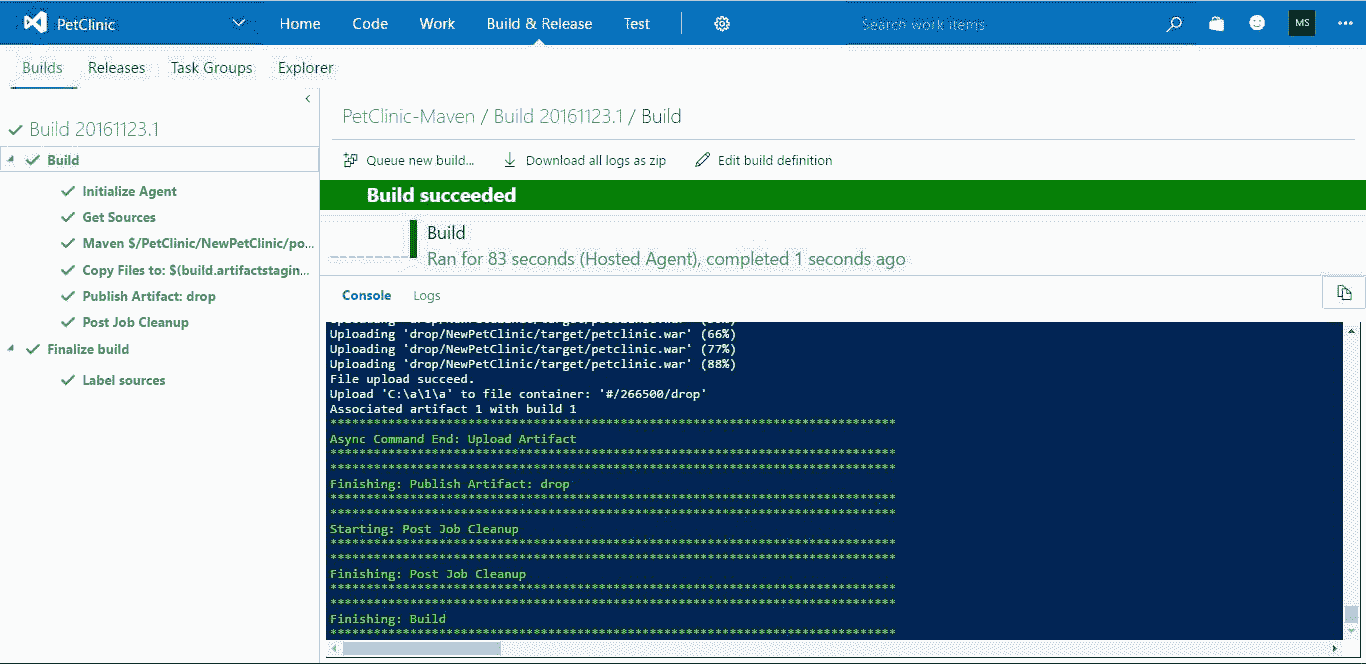 PetClinic
Home Code Work Build & Release Test
Search work items
MS
Builds Releases Task Groups Explorer
Build 20161123.1
Build
Initialize Agent
Get Sources
Maven $/PetClinic/NewPetClinic/po...
Copy Files to: $(build.artifactstagin...
Publish Artifact: drop
Post Job Cleanup
Finalize build
Label sources
PetClinic-Maven / Build 20161123.1 / Build
Queue new build... Download all logs as zip Edit build definition
Build succeeded
Build
Ran for 83 seconds (Hosted Agent), completed 1 seconds ago
Console Logs
Uploading 'drop/NewPetClinic/target/petclinic.war' (66%)
Uploading 'drop/NewPetClinic/target/petclinic.war' (77%)
Uploading 'drop/NewPetClinic/target/petclinic.war' (88%)
File upload succeed.
Upload 'C:\a\1\a' to file container: '#/266500/drop'
Associated artifact 1 with build 1
******************************************************************************
Async Command End: Upload Artifact
******************************************************************************
******************************************************************************
Finishing: Publish Artifact: drop
******************************************************************************
******************************************************************************
Starting: Post Job Cleanup
******************************************************************************
******************************************************************************
Finishing: Post Job Cleanup
******************************************************************************
******************************************************************************
Finishing: Build
******************************************************************************